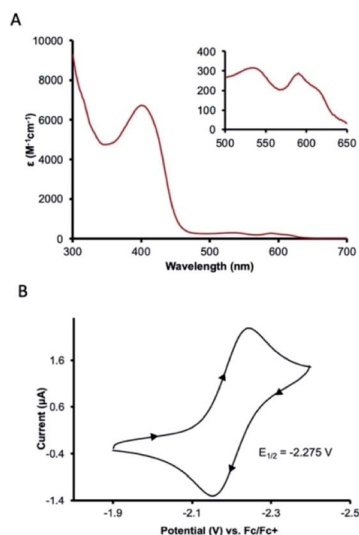 A
10000
8000
6000
4000
2000
0
ε (M⁻¹cm⁻¹)
300 400 500 600 700
Wavelength (nm)
400
300
200
100
0
500 550 600 650
B
1.6
0.6
-0.4
-1.4
Current (µA)
E1/2 = -2.275 V
-1.9 -2.1 -2.3 -2.5
Potential (V) vs. Fc/Fc+